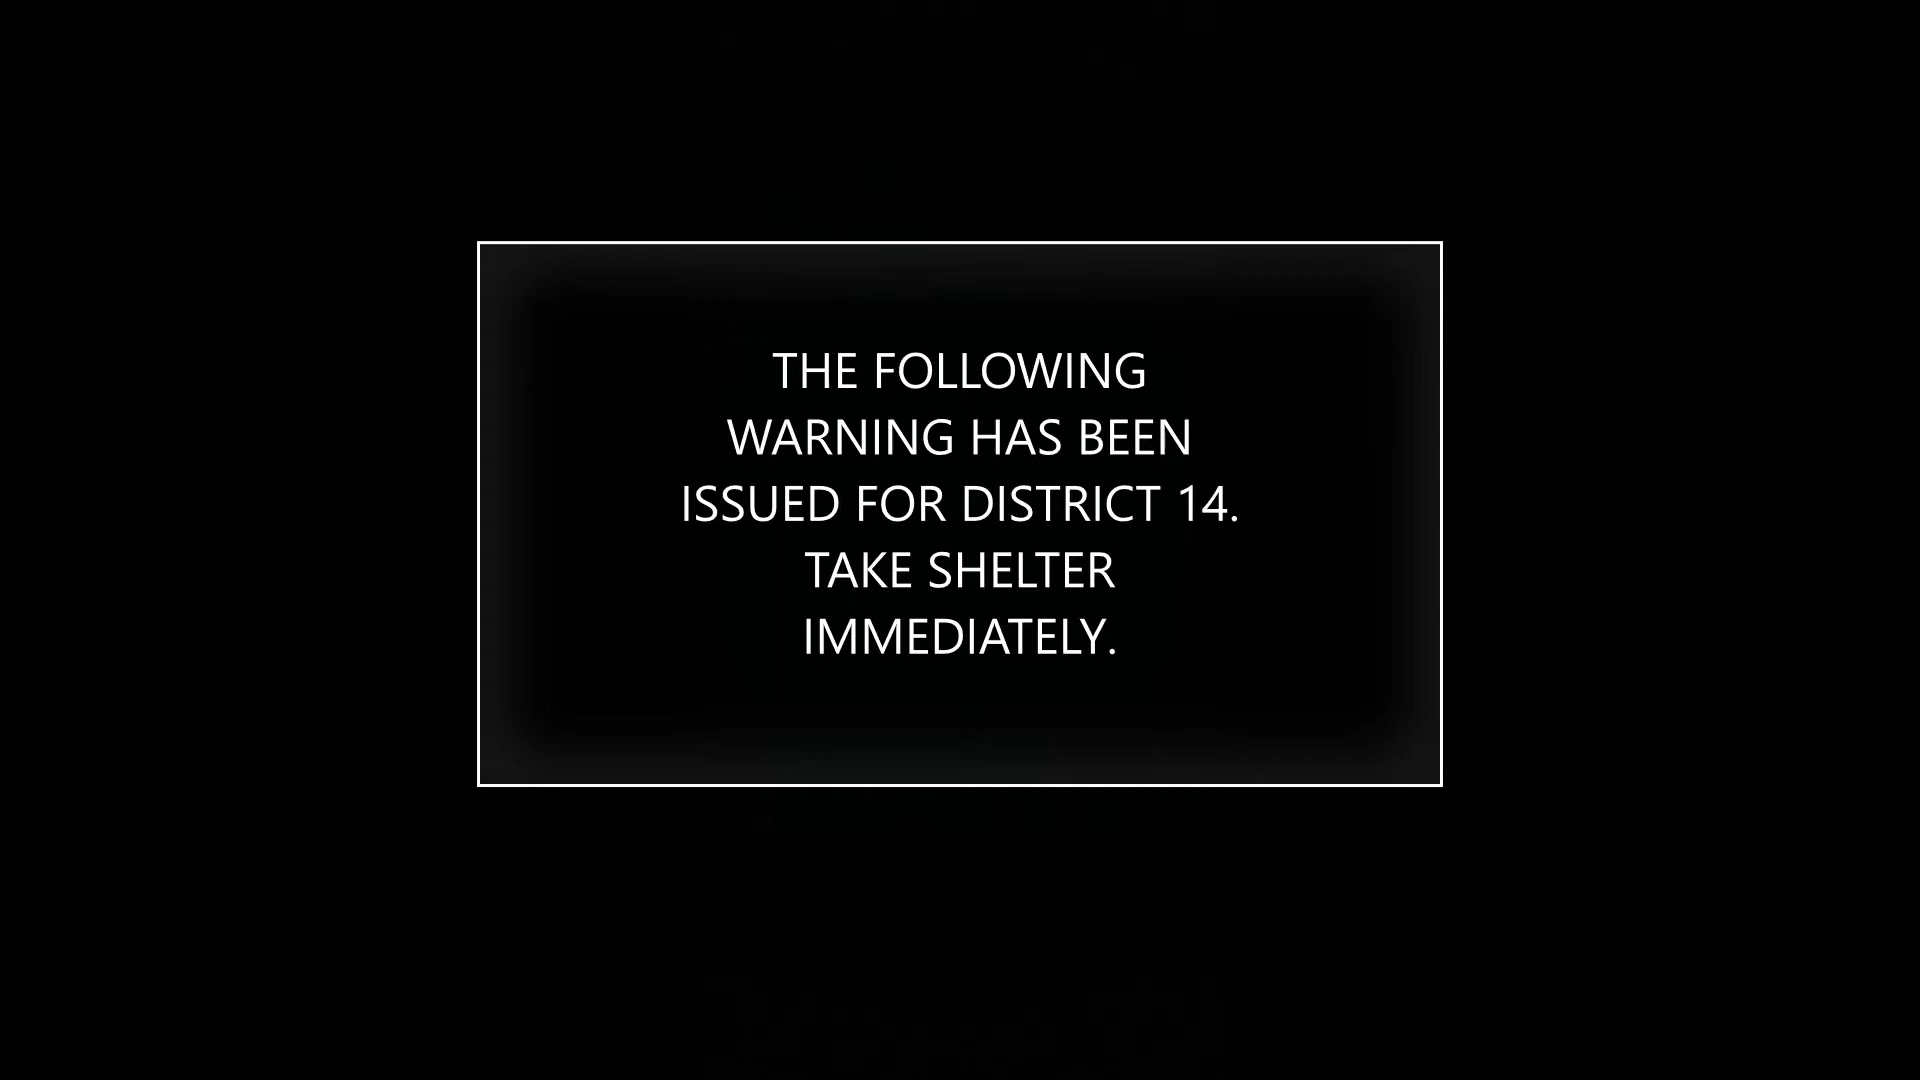 THE FOLLOWING
WARNING HAS BEEN
ISSUED FOR DISTRICT 14.
TAKE SHELTER
IMMEDIATELY.